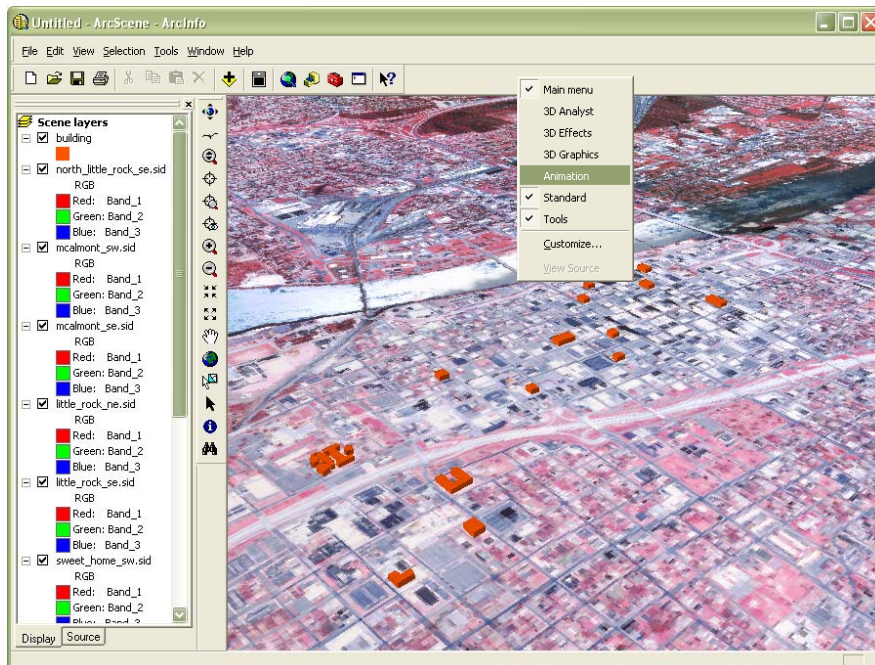 Untitled - ArcScene - ArcInfo
File Edit View Selection Tools Window Help
Scene layers
building
north_little_rock_se.sid
RGB
Red: Band_1
Green: Band_2
Blue: Band_3
mcalmont_sw.sid
RGB
Red: Band_1
Green: Band_2
Blue: Band_3
mcalmont_se.sid
RGB
Red: Band_1
Green: Band_2
Blue: Band_3
little_rock_ne.sid
RGB
Red: Band_1
Green: Band_2
Blue: Band_3
little_rock_se.sid
RGB
Red: Band_1
Green: Band_2
Blue: Band_3
sweet_home_sw.sid
RGB
Red: Band_1
Green: Band_2
Blue: Band_3
Display Source
Main menu
3D Analyst
3D Effects
3D Graphics
Animation
Standard
Tools
Customize...
View Source